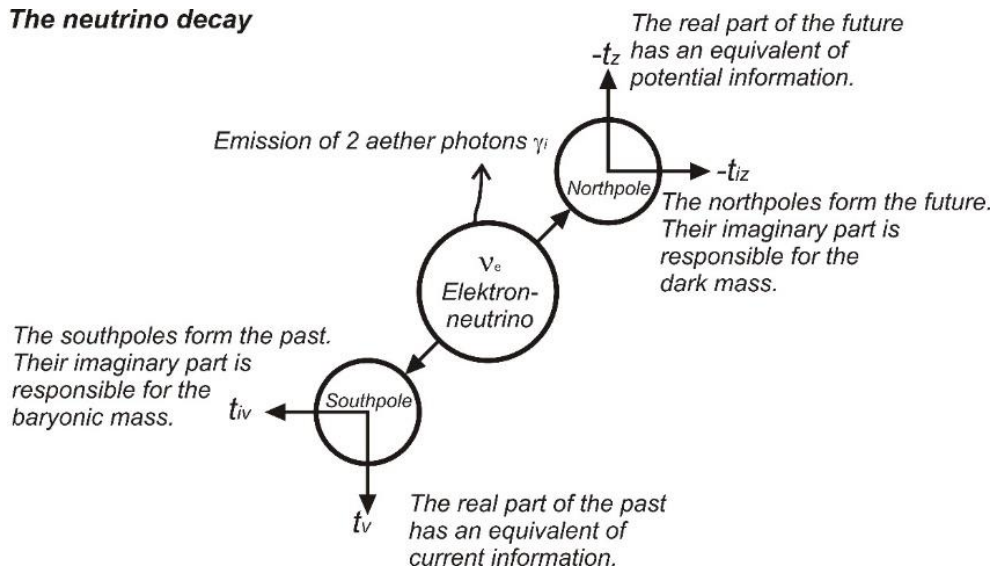 The neutrino decay
The real part of the future
has an equivalent of
-tz
potential information.
Emission of 2 aether photons γi
Northpole
-tiz
The northpoles form the future.
Their imaginary part is
responsible for the
dark mass.
νe
Elektron-
neutrino
The southpoles form the past.
Their imaginary part is
responsible for the
baryonic mass.
tiv
Southpole
tv
The real part of the past
has an equivalent of
current information.